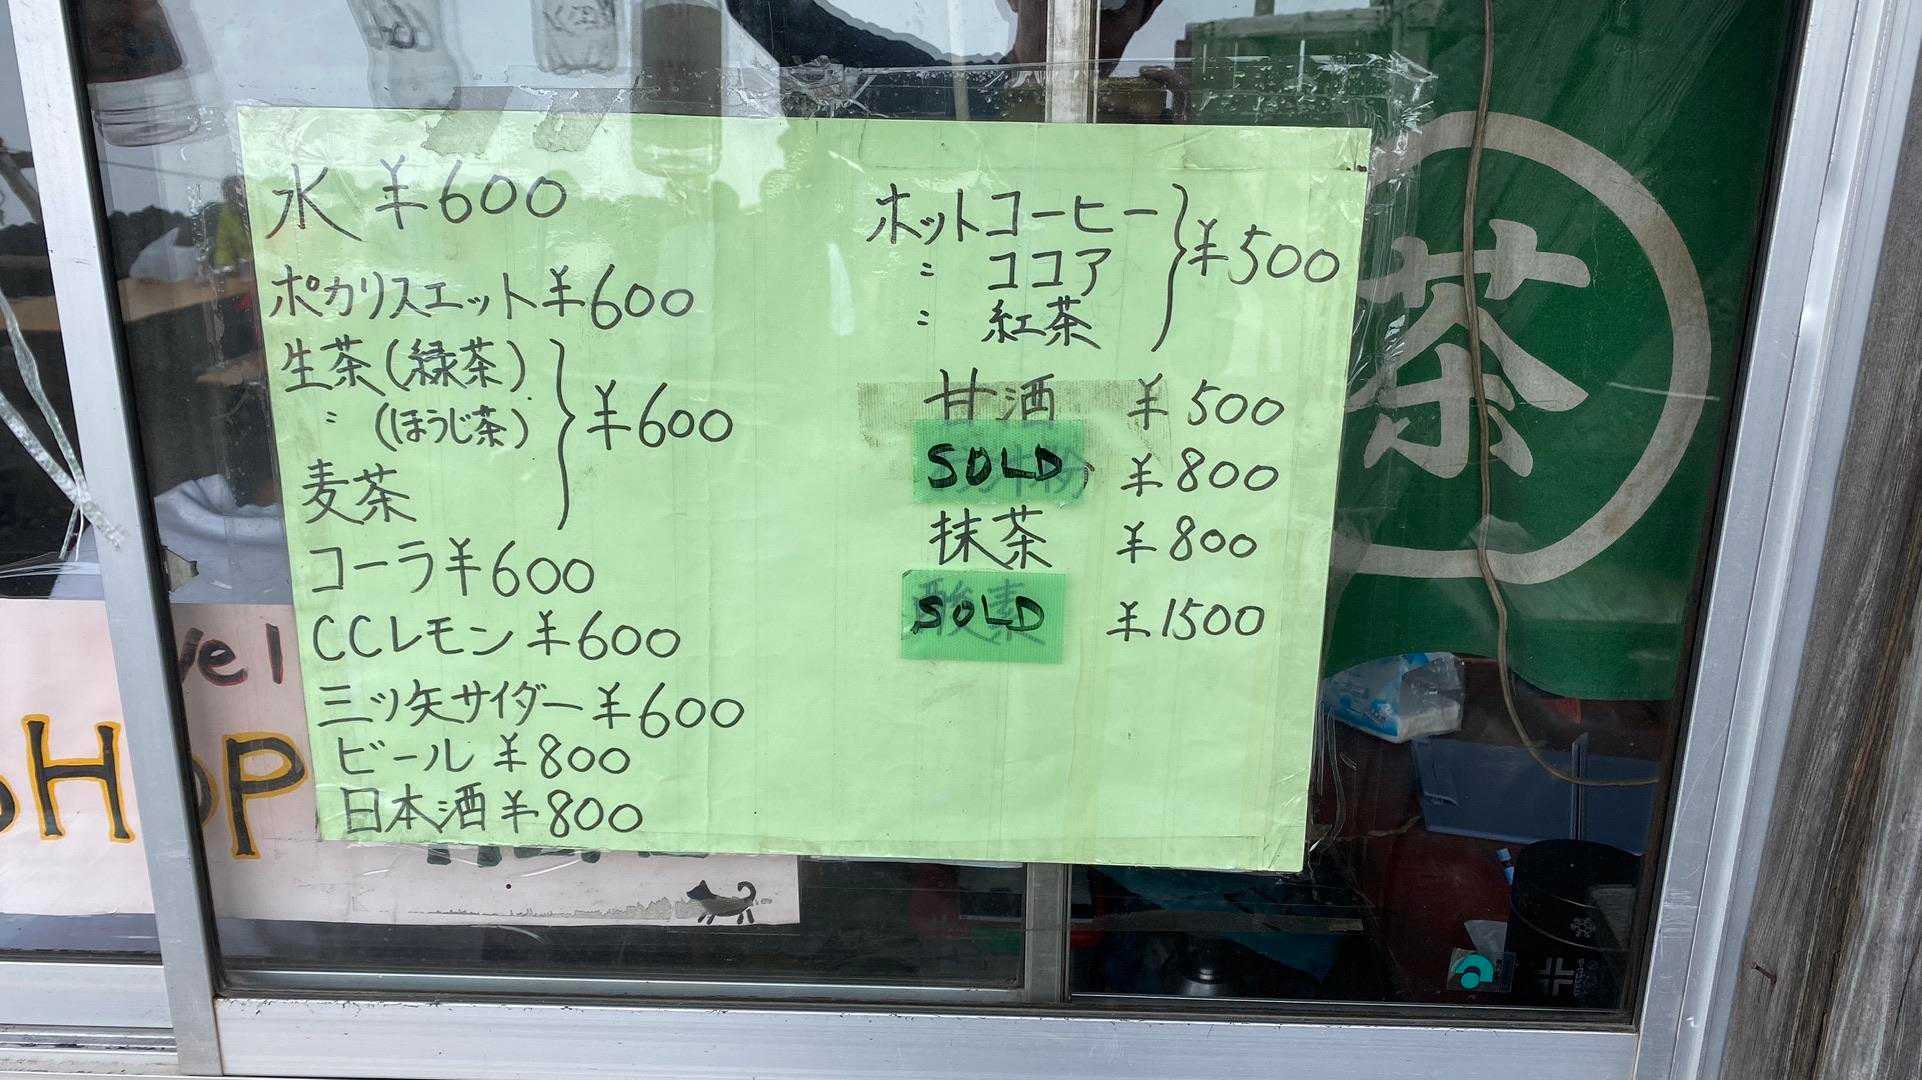 水 ¥600
ポカリスエット ¥600
生茶(緑茶)
〃 (ほうじ茶)
麦茶
¥600
コーラ ¥600
CCレモン ¥600
三ツ矢サイダー ¥600
ビール ¥800
日本酒 ¥800
ホットコーヒー
〃 ココア
〃 紅茶
¥500
甘酒 ¥500
SOLD ¥800
抹茶 ¥800
酸素 SOLD ¥1500
茶
SHOP